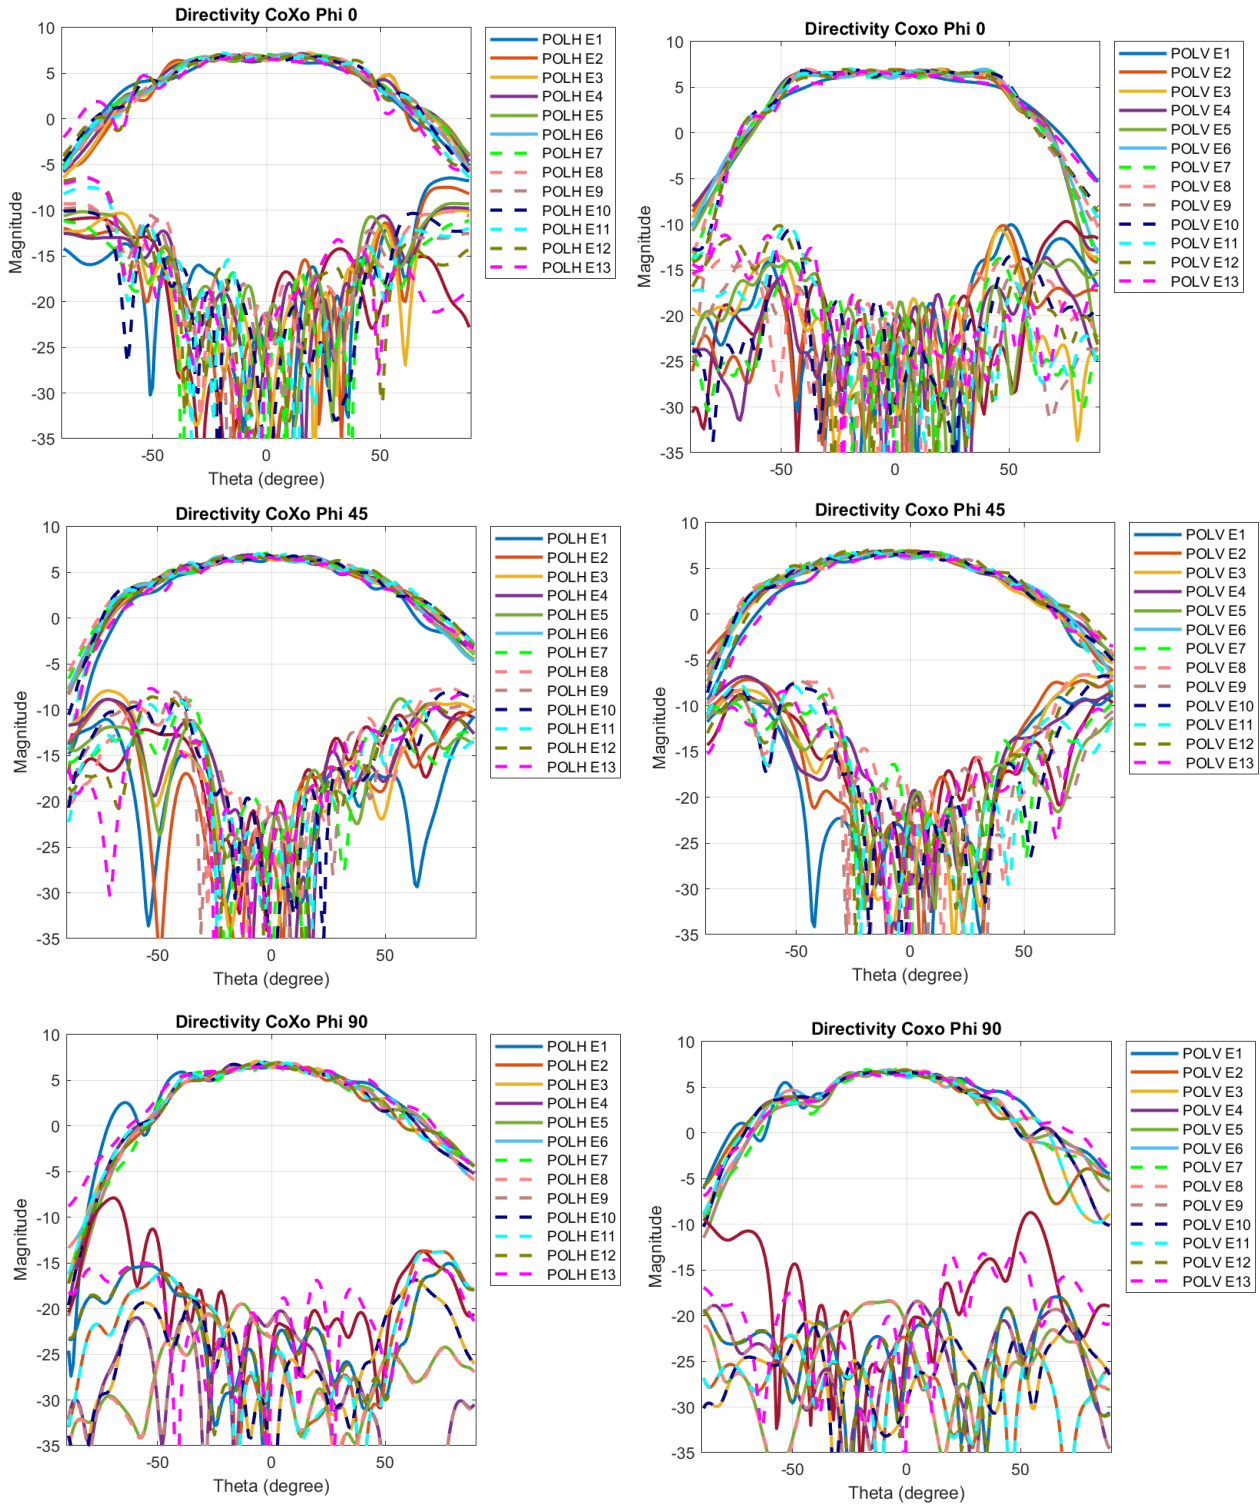 Directivity CoXo Phi 0
10
5
0
-5
-10
-15
-20
-25
-30
-35
-50
0
50
Magnitude
Theta (degree)
POLH E1
POLH E2
POLH E3
POLH E4
POLH E5
POLH E6
POLH E7
POLH E8
POLH E9
POLH E10
POLH E11
POLH E12
POLH E13
Directivity Coxo Phi 0
10
5
0
-5
-10
-15
-20
-25
-30
-35
-50
0
50
Magnitude
POLV E1
POLV E2
POLV E3
POLV E4
POLV E5
POLV E6
POLV E7
POLV E8
POLV E9
POLV E10
POLV E11
POLV E12
POLV E13
Directivity CoXo Phi 45
10
5
0
-5
-10
-15
-20
-25
-30
-35
-50
0
50
Magnitude
Theta (degree)
POLH E1
POLH E2
POLH E3
POLH E4
POLH E5
POLH E6
POLH E7
POLH E8
POLH E9
POLH E10
POLH E11
POLH E12
POLH E13
Directivity Coxo Phi 45
10
5
0
-5
-10
-15
-20
-25
-30
-35
-50
0
50
Magnitude
Theta (degree)
POLV E1
POLV E2
POLV E3
POLV E4
POLV E5
POLV E6
POLV E7
POLV E8
POLV E9
POLV E10
POLV E11
POLV E12
POLV E13
Directivity CoXo Phi 90
10
5
0
-5
-10
-15
-20
-25
-30
-35
-50
0
50
Magnitude
Theta (degree)
POLH E1
POLH E2
POLH E3
POLH E4
POLH E5
POLH E6
POLH E7
POLH E8
POLH E9
POLH E10
POLH E11
POLH E12
POLH E13
Directivity Coxo Phi 90
10
5
0
-5
-10
-15
-20
-25
-30
-35
-50
0
50
Magnitude
Theta (degree)
POLV E1
POLV E2
POLV E3
POLV E4
POLV E5
POLV E6
POLV E7
POLV E8
POLV E9
POLV E10
POLV E11
POLV E12
POLV E13